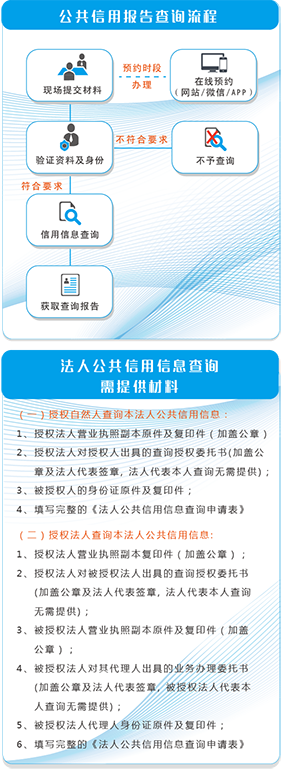 公共信用报告查询流程
现场提交材料
预约时段
办理
在线预约
(网站/微信/APP)
验证资料及身份
不符合要求
不予查询
符合要求
信用信息查询
获取查询报告
法人公共信用信息查询
需提供材料
（一）授权自然人查询本法人公共信用信息：
1、授权法人营业执照副本原件及复印件（加盖公章）
2、授权法人对授权人出具的查询授权委托书(加盖公
章及法人代表签章，法人代表本人查询无需提供)；
3、被授权人的身份证原件及复印件；
4、填写完整的《法人公共信用信息查询申请表》
（二）授权法人查询本法人公共信用信息：
1、授权法人营业执照副本复印件（加盖公章）；
2、授权法人对被授权法人出具的查询授权委托书
(加盖公章及法人代表签章，法人代表本人查询
无需提供)；
3、被授权法人营业执照副本原件及复印件（加盖
公章）；
4、被授权法人对其代理人出具的业务办理委托书
(加盖公章及法人代表签章，被授权法人代表本
人查询无需提供)；
5、被授权法人代理人身份证原件及复印件；
6、填写完整的《法人公共信用信息查询申请表》